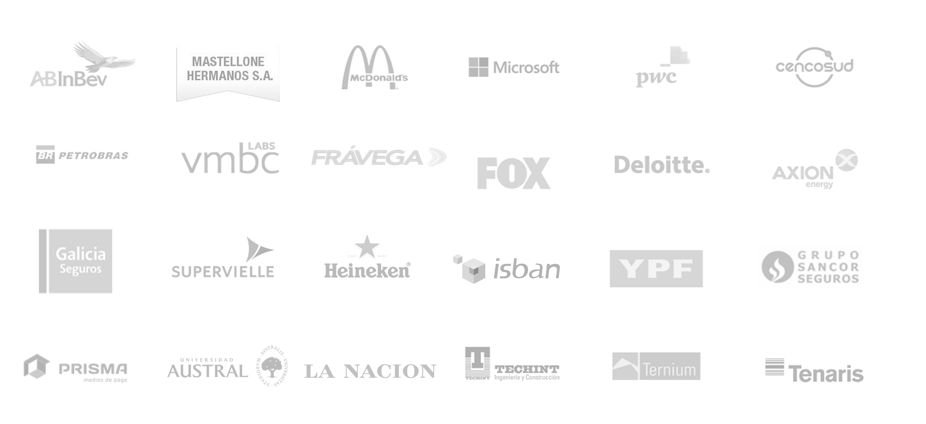 ABInBev
MASTELLONE
HERMANOS S.A.
McDonald's
Microsoft
pwc
cencosud
BR PETROBRAS
vmbc LABS
FRÁVEGA
FOX
Deloitte.
AXION
energy
Galicia
Seguros
SUPERVIELLE
Heineken®
isban
YPF
GRUPO
SANCOR
SEGUROS
PRISMA
medios de pago
UNIVERSIDAD
AUSTRAL
LA NACION
T
TECHINT
TECHINT
Ingeniería y Construcción
Ternium
Tenaris